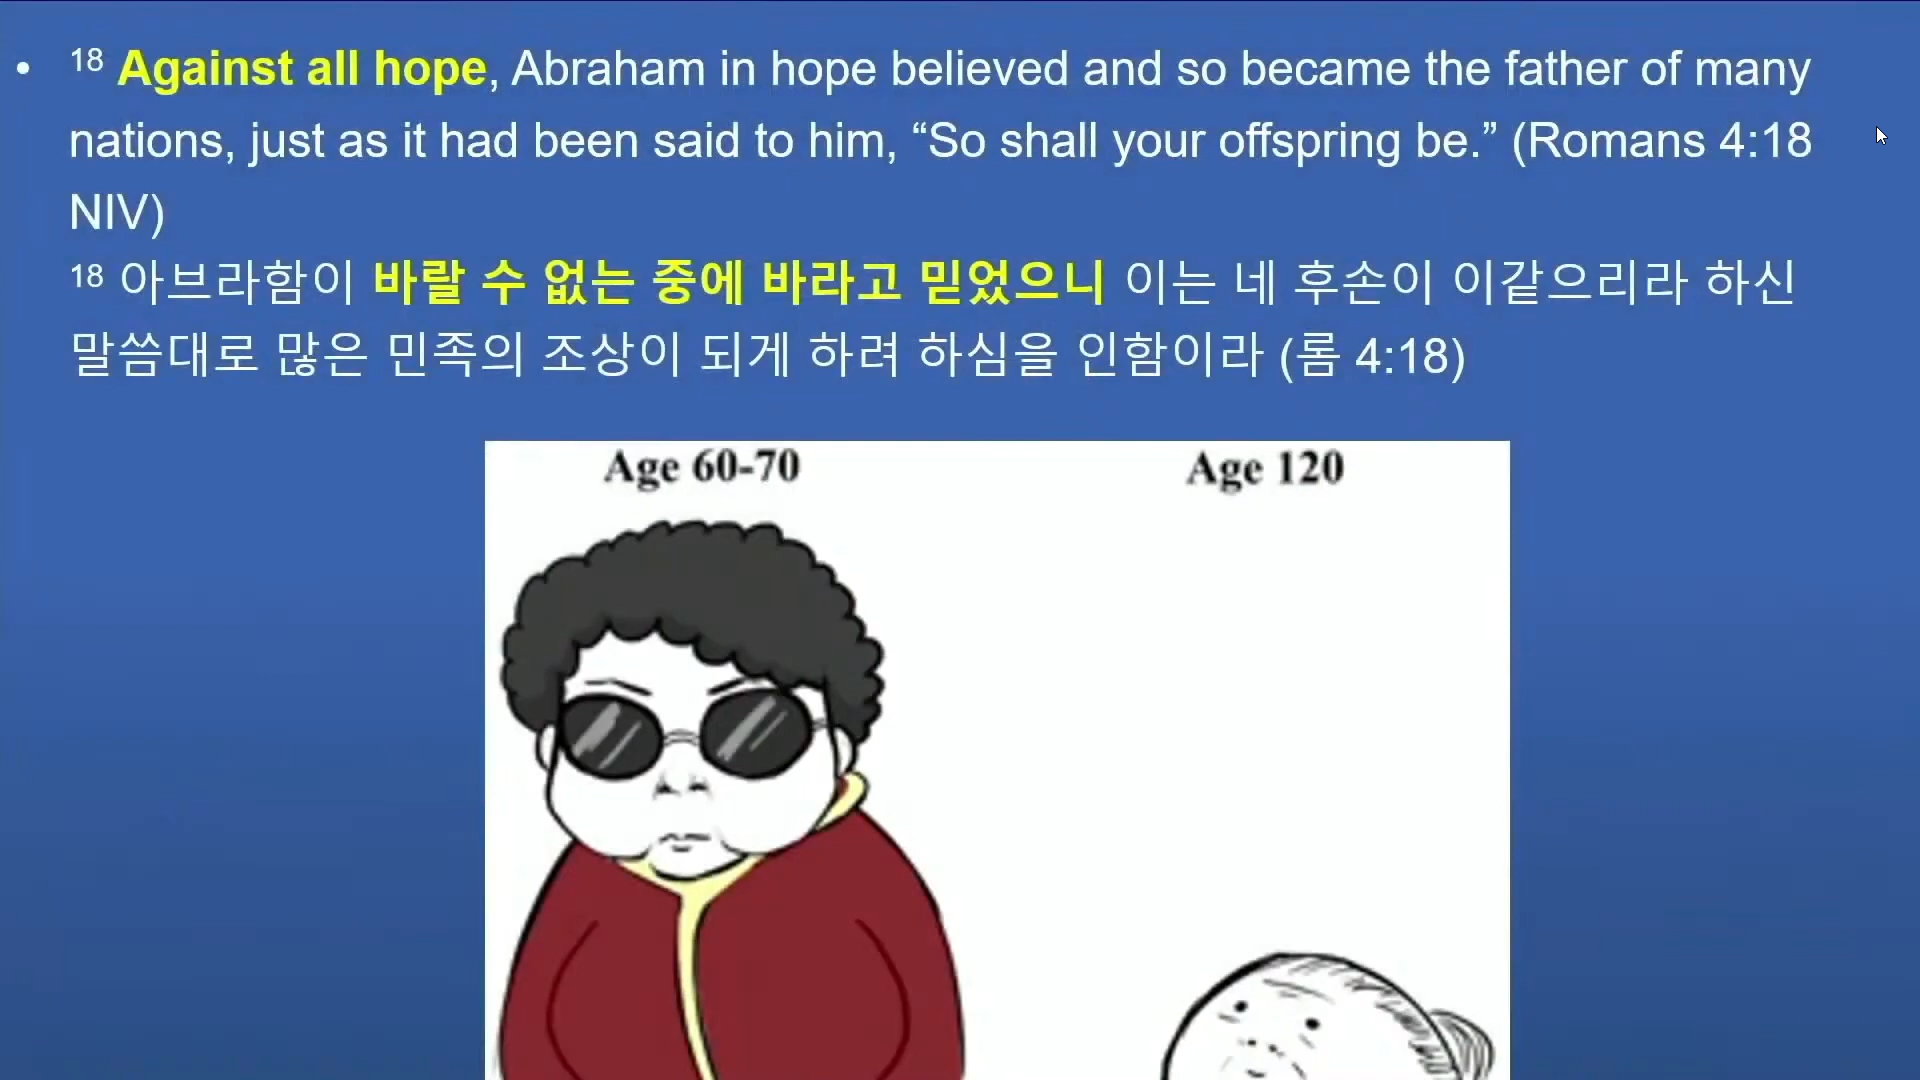 • 18 Against all hope, Abraham in hope believed and so became the father of many
nations, just as it had been said to him, “So shall your offspring be.” (Romans 4:18
NIV)
18 아브라함이 바랄 수 없는 중에 바라고 믿었으니 이는 네 후손이 이같으리라 하신
말씀대로 많은 민족의 조상이 되게 하려 하심을 인함이라 (롬 4:18)
Age 60-70
Age 120